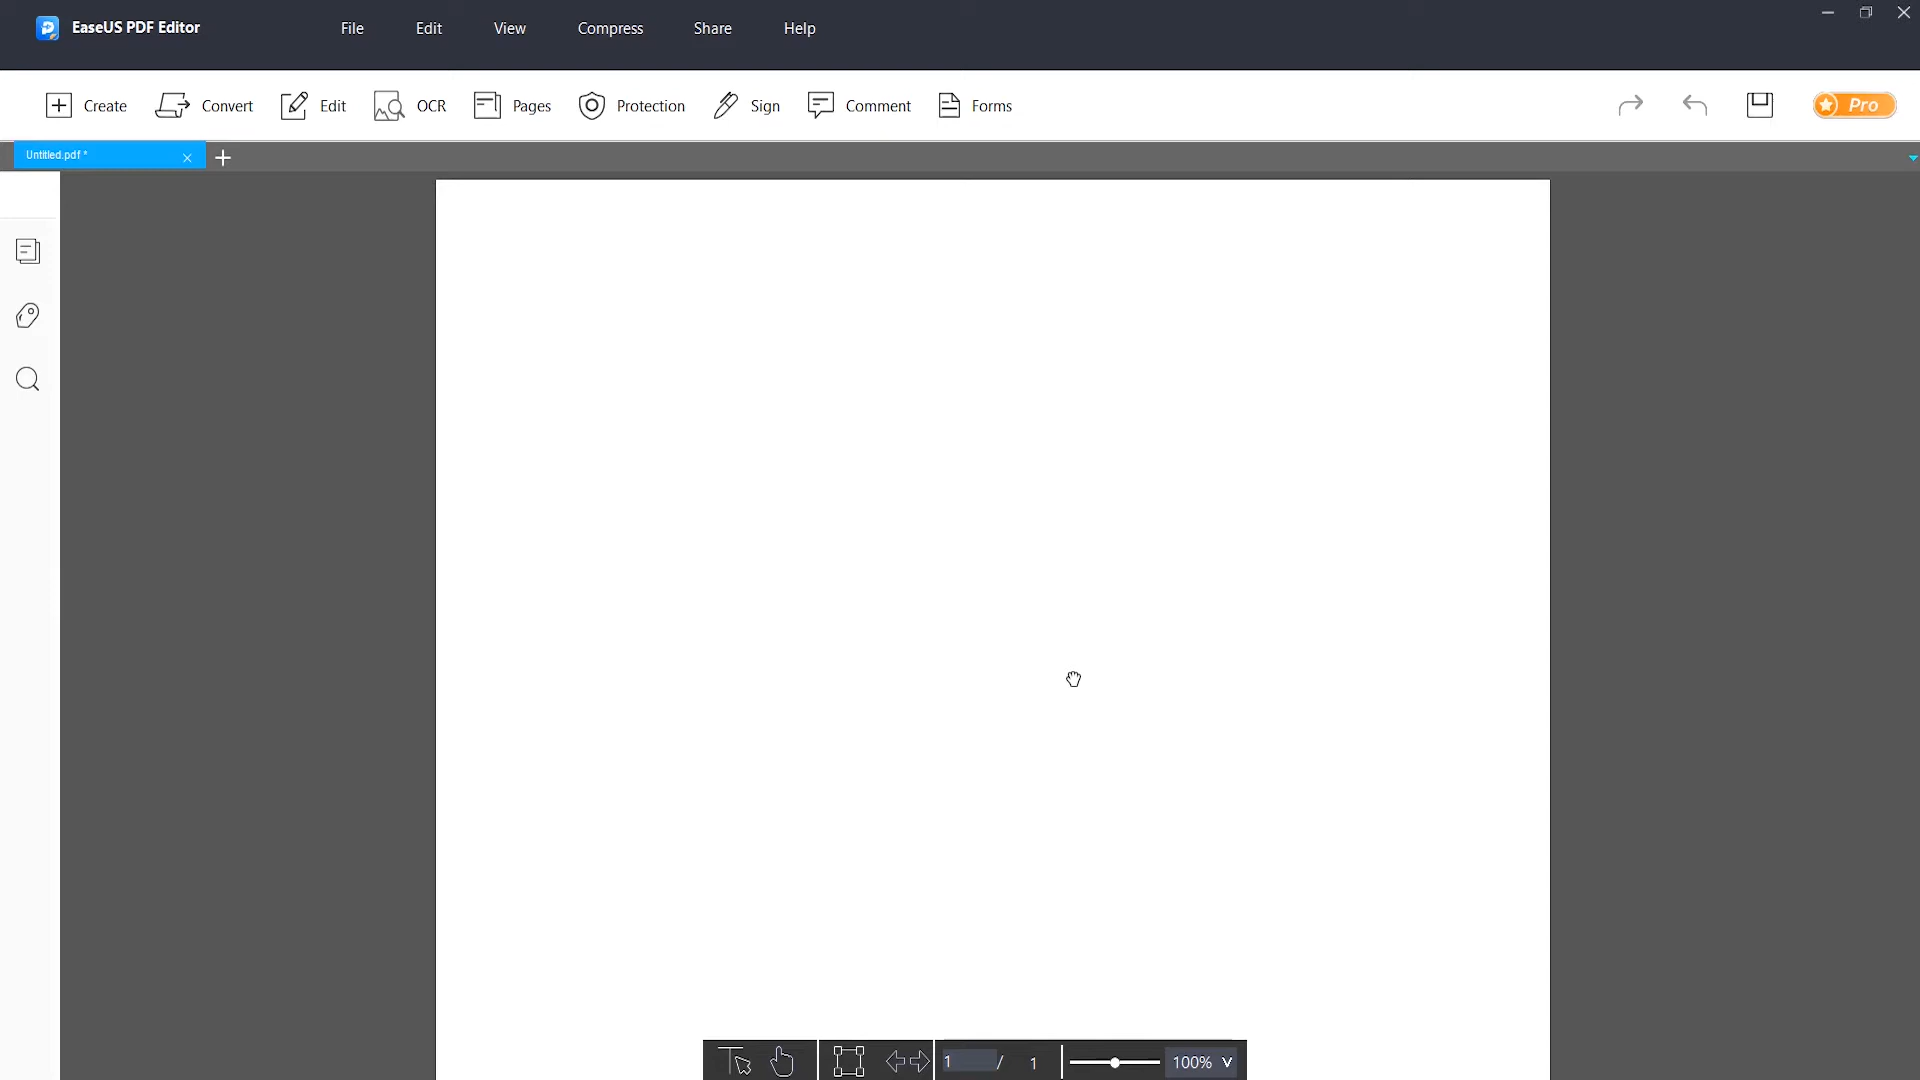 EaseUS PDF Editor File Edit View Compress Share Help
Create Convert Edit OCR Pages Protection Sign Comment Forms Pro
Untitled.pdf *
1 / 1 100%